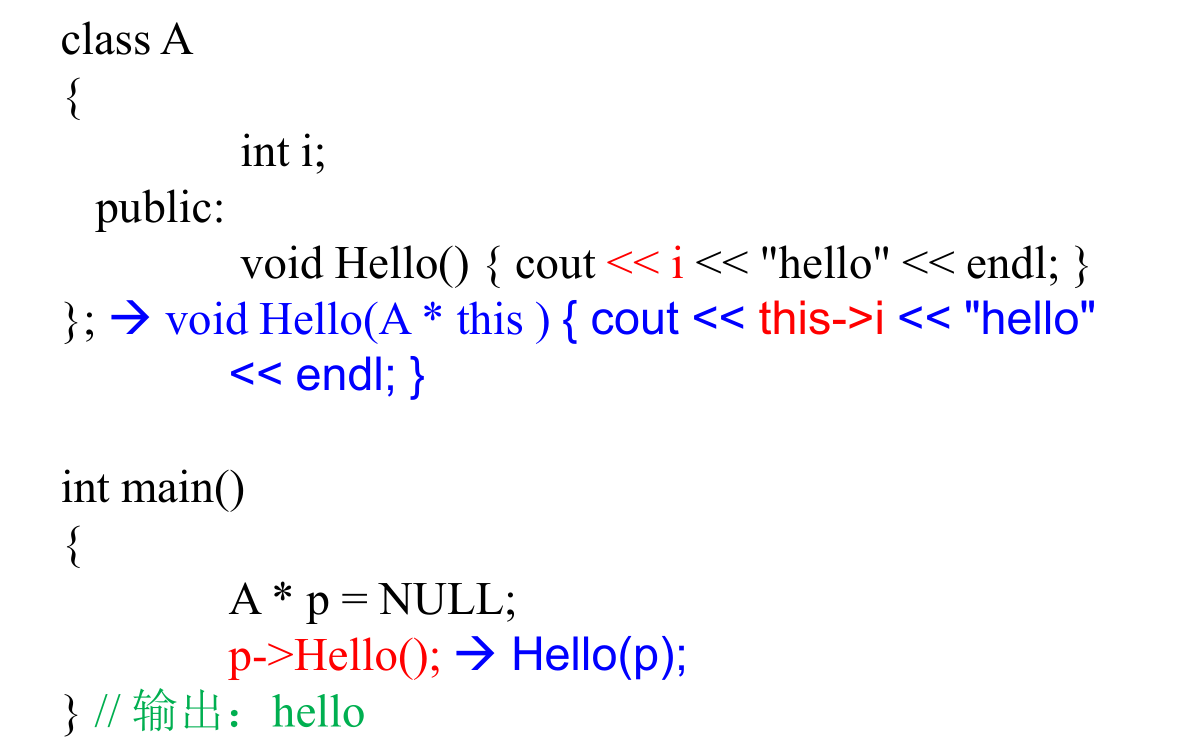 class A
{
int i;
public:
void Hello() { cout << i << "hello" << endl; }
}; → void Hello(A * this ) { cout << this->i << "hello"
<< endl; }
int main()
{
A * p = NULL;
p->Hello(); → Hello(p);
} // 输出：hello